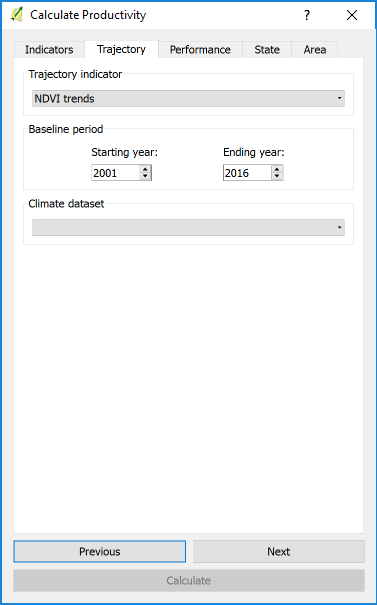 Calculate Productivity ?
Indicators Trajectory Performance State Area
Trajectory indicator
NDVI trends
Baseline period
Starting year: Ending year:
2001 2016
Climate dataset
Previous Next
Calculate